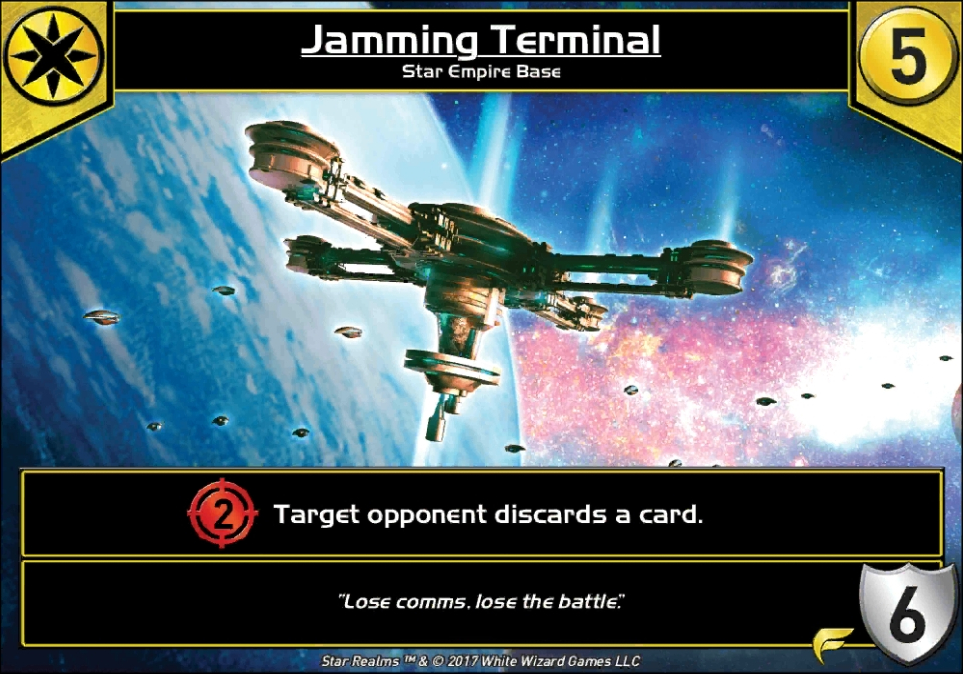 Jamming Terminal
Star Empire Base
5
2 Target opponent discards a card.
"Lose comms, lose the battle."
6
Star Realms ™ & © 2017 White Wizard Games LLC